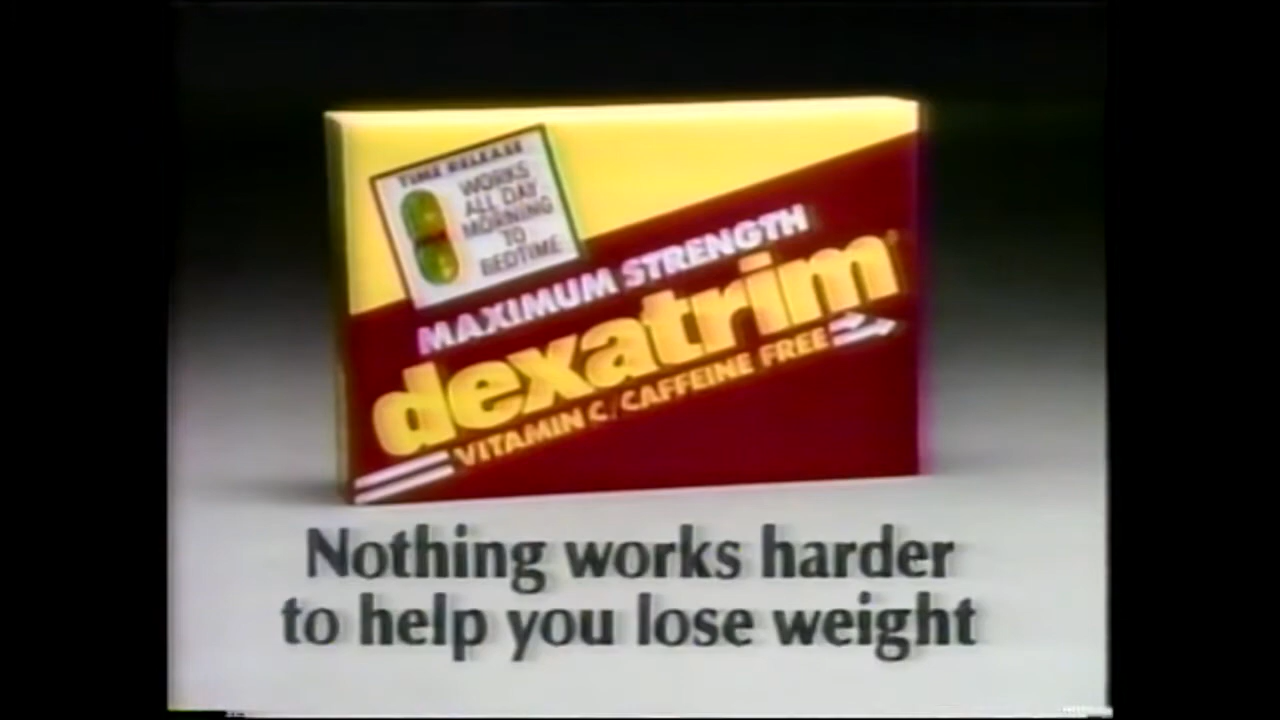 TIME RELEASE
WORKS
ALL DAY
MORNING
TO
BEDTIME
MAXIMUM STRENGTH
dexatrim
VITAMIN C/CAFFEINE FREE
Nothing works harder
to help you lose weight